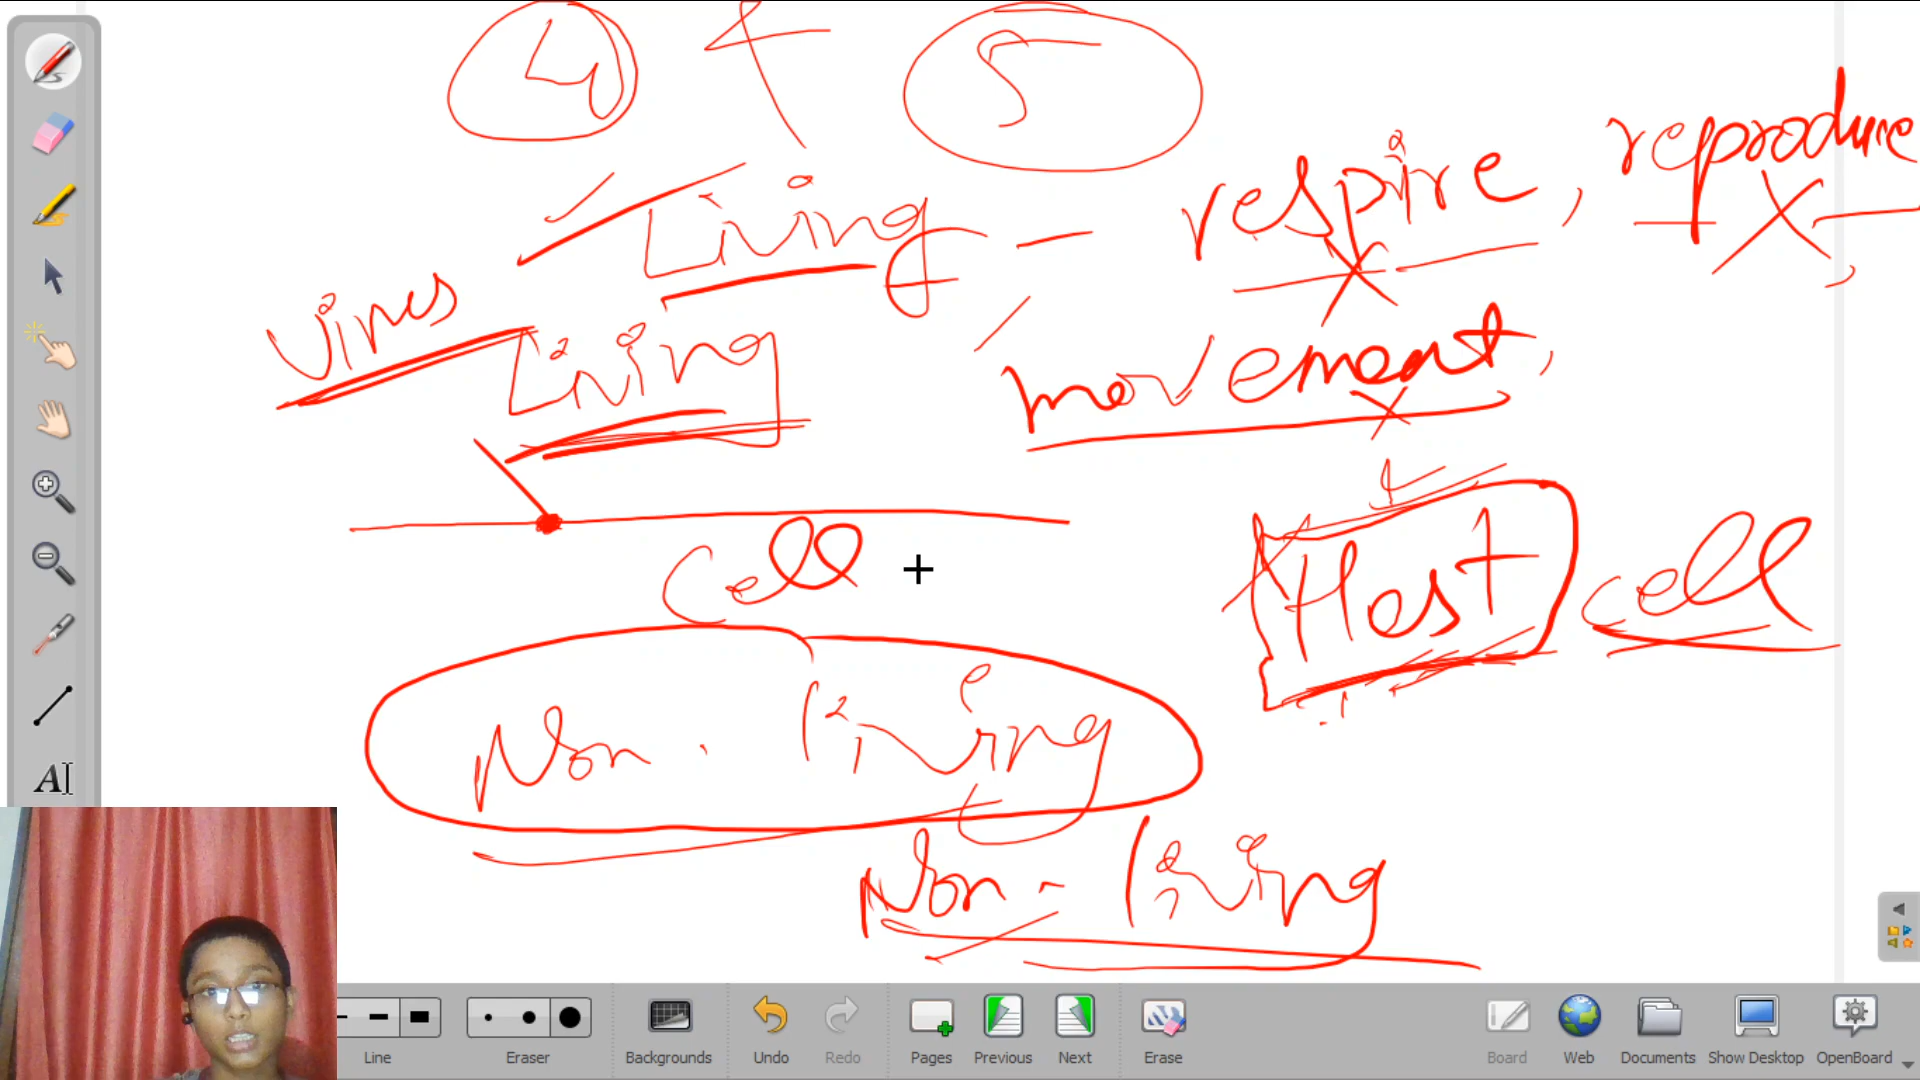 4 5
Living - respire, reproduce,
Virus Living movement,
Cell
Host cell
Non-living
Non-living
A
Line Eraser Backgrounds Undo Redo Pages Previous Next Erase Board Web Documents Show Desktop OpenBoard